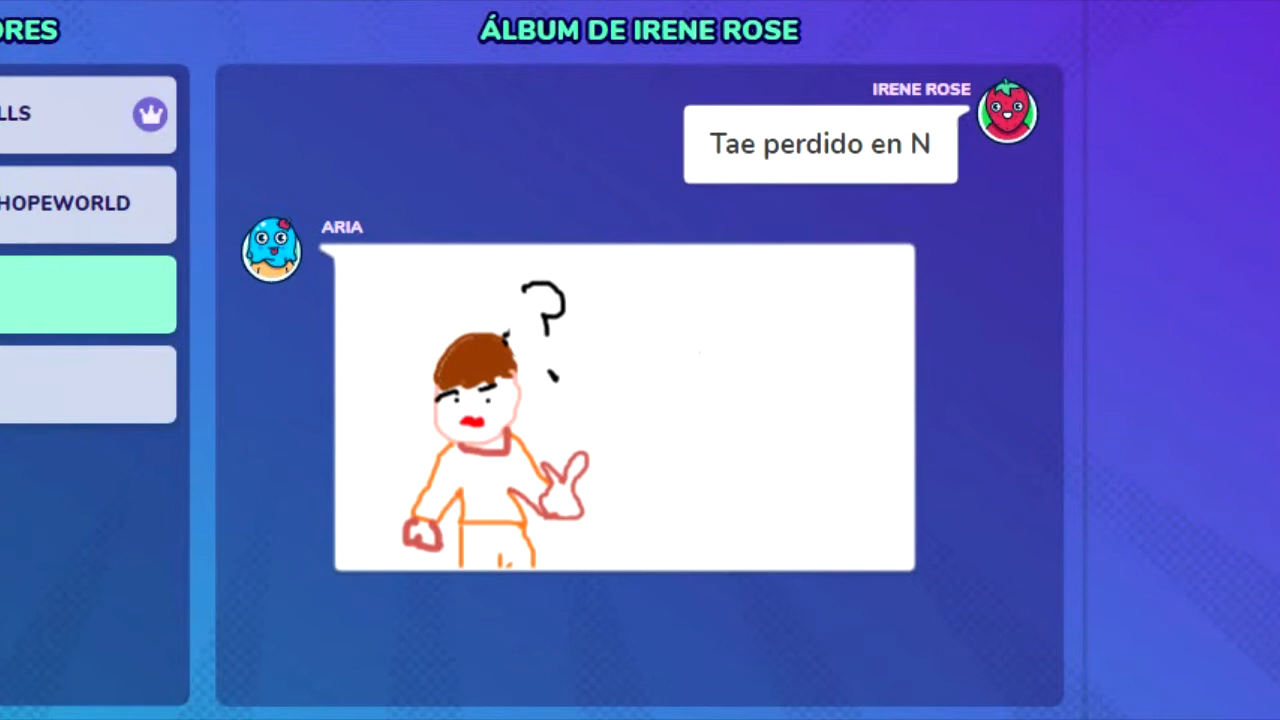 ORES
ÁLBUM DE IRENE ROSE
LLS
HOPEWORLD
IRENE ROSE
Tae perdido en N
ARIA
?